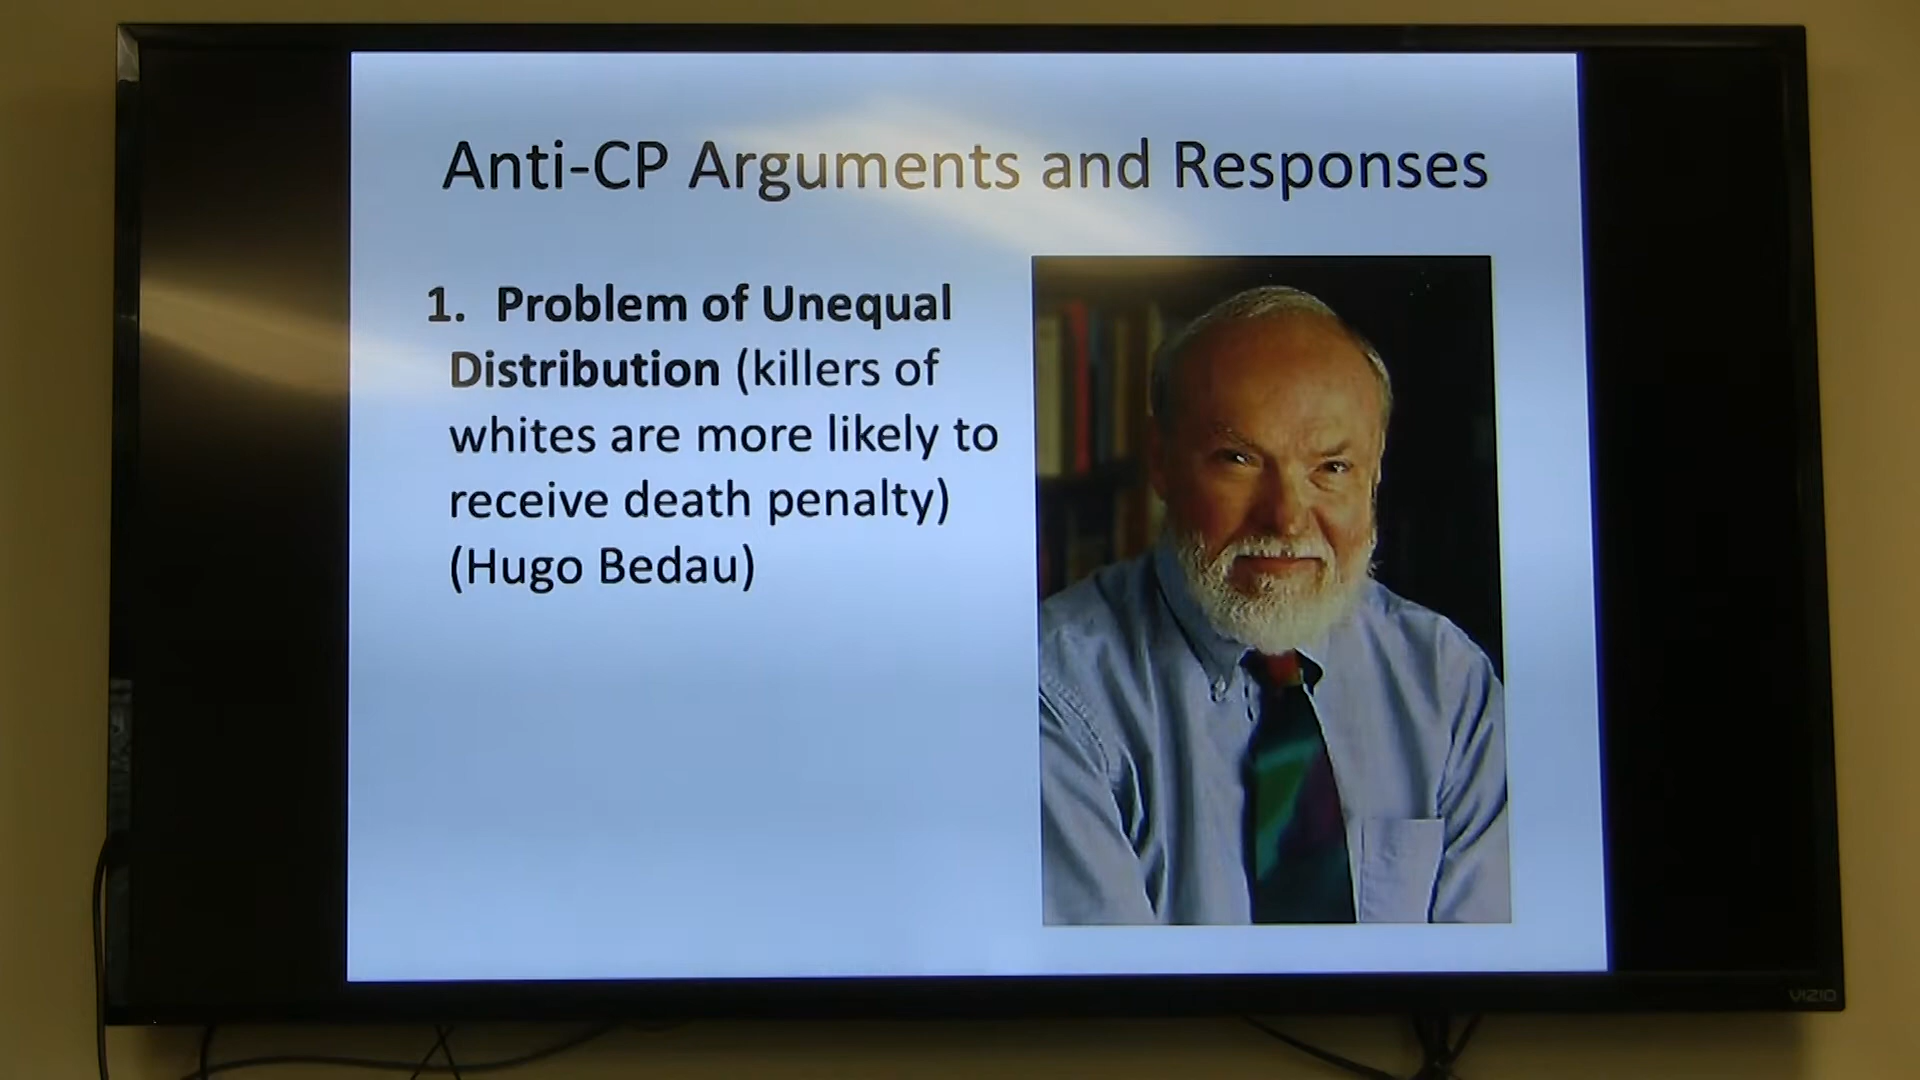 Anti-CP Arguments and Responses
1. Problem of Unequal
Distribution (killers of
whites are more likely to
receive death penalty)
(Hugo Bedau)
VIZIO